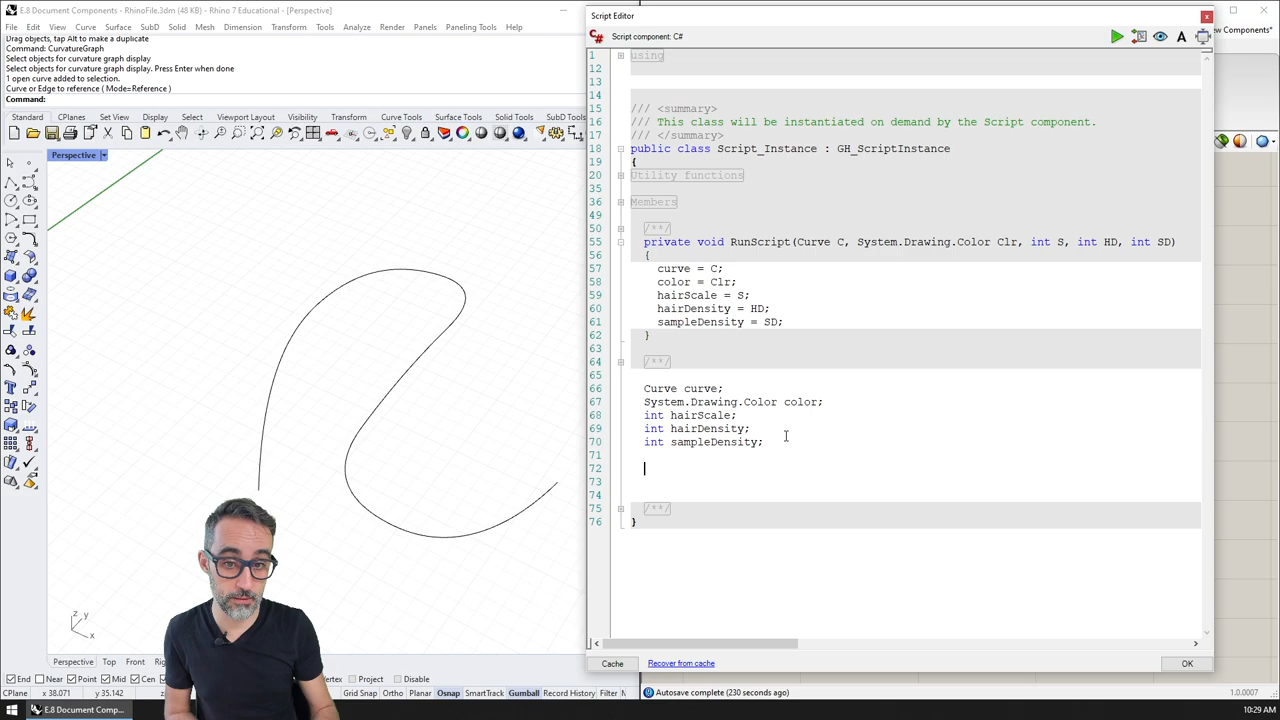 E.8 Document Components - RhinoFile.3dm (48 KB) - Rhino 7 Educational - [Perspective]
File Edit View Curve Surface SubD Solid Mesh Dimension Transform Tools Analyze Render Panels Paneling Tools Help
Drag objects, tap Alt to make a duplicate
Command: CurvatureGraph
Select objects for curvature graph display
Select objects for curvature graph display. Press Enter when done
1 open curve added to selection.
Curve or Edge to reference ( Mode=Reference )
Command:
Standard CPlanes Set View Display Select Viewport Layout Visibility Transform Curve Tools Surface Tools Solid Tools SubD Tools
Perspective
z y
x
Perspective Top Front
End Near Point Mid Cen Project Disable
CPlane x 38.071 y 35.142 Grid Snap Ortho Planar Osnap SmartTrack Gumball Record History Filter
E.8 Document Comp...
Script Editor
Script component: C#
1 using
12
13
14
15 /// <summary>
16 /// This class will be instantiated on demand by the Script component.
17 /// </summary>
18 public class Script_Instance : GH_ScriptInstance
19 {
20 Utility functions
35
36 Members
49
50 /**/
55 private void RunScript(Curve C, System.Drawing.Color Clr, int S, int HD, int SD)
56 {
57 curve = C;
58 color = Clr;
59 hairScale = S;
60 hairDensity = HD;
61 sampleDensity = SD;
62 }
63
64 /**/
65
66 Curve curve;
67 System.Drawing.Color color;
68 int hairScale;
69 int hairDensity;
70 int sampleDensity;
71
72
73
74
75 /**/
76 }
Cache Recover from cache OK
Autosave complete (230 seconds ago) 1.0.0007
10:29 AM